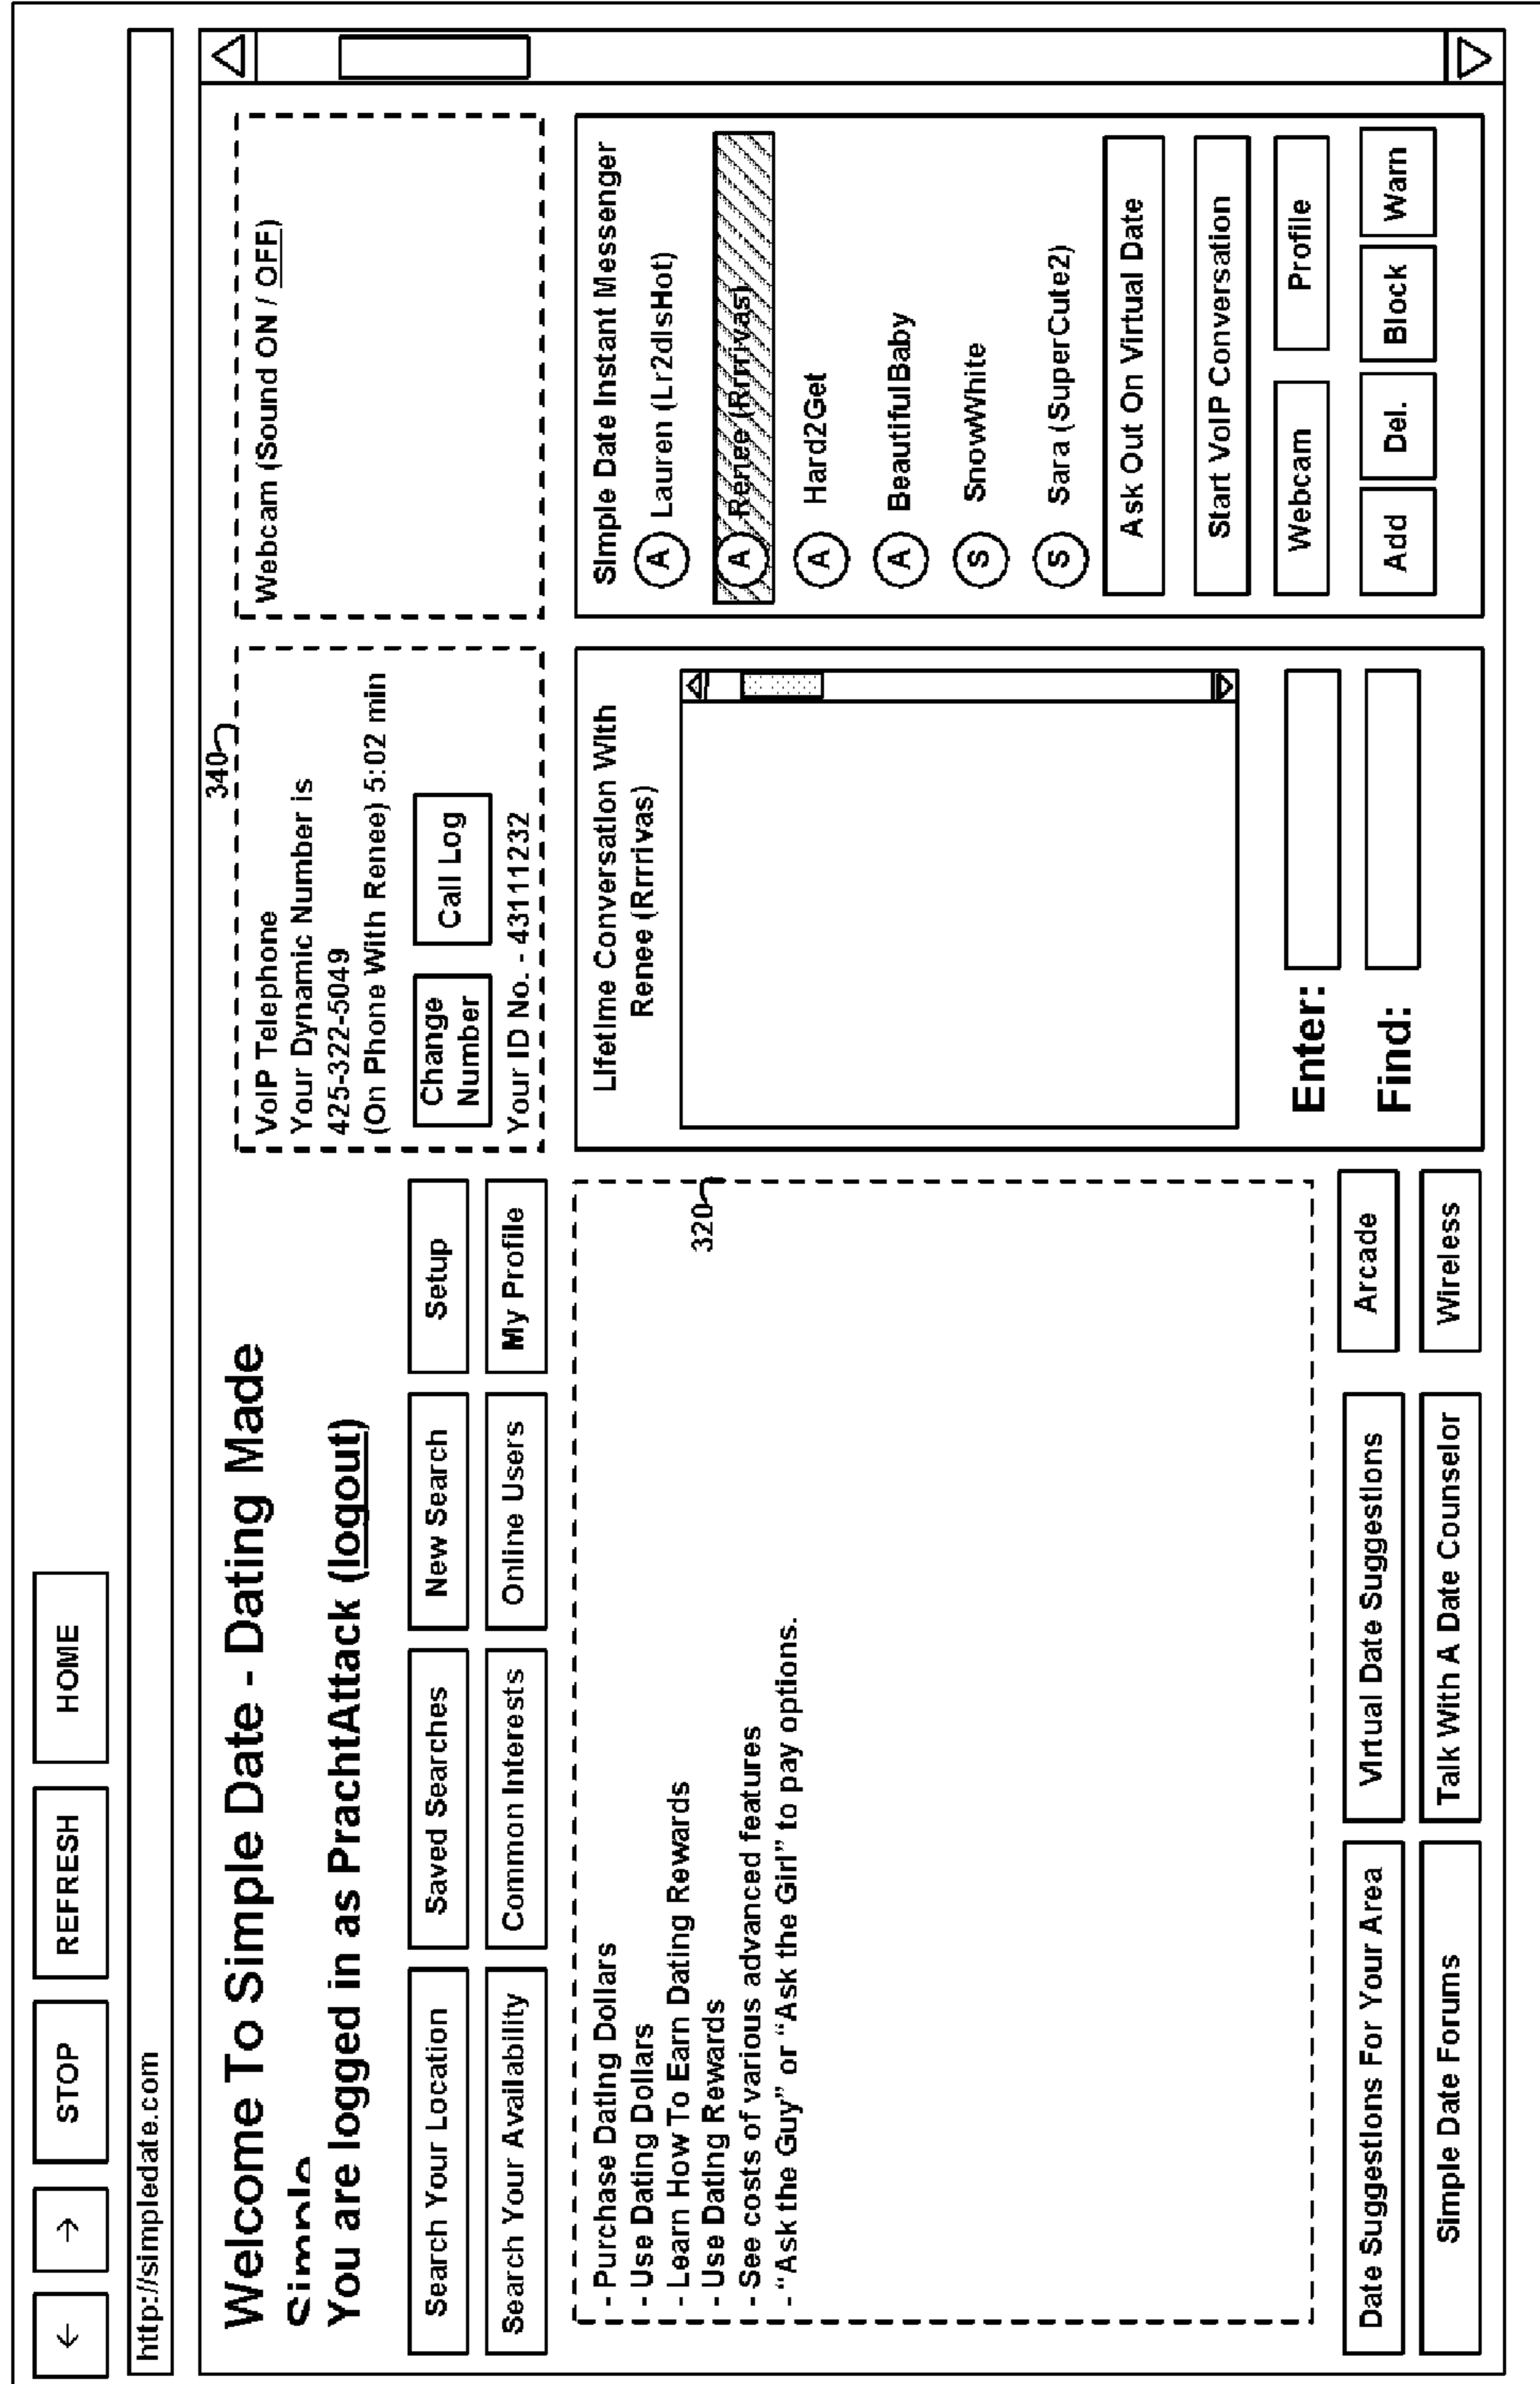 ← → STOP REFRESH HOME
http://simpledate.com
Welcome To Simple Date - Dating Made
Simple
You are logged in as PrachtAttack (logout)
Search Your Location Saved Searches New Search Setup
Search Your Availability Common Interests Online Users My Profile
340
VoIP Telephone
Your Dynamic Number is
425-322-5049
(On Phone With Renee) 5:02 min
Change
Number
Call Log
Your ID No. - 43111232
Webcam (Sound ON / OFF)
320
- Purchase Dating Dollars
- Use Dating Dollars
- Learn How To Earn Dating Rewards
- Use Dating Rewards
- See costs of various advanced features
- “Ask the Guy” or “Ask the Girl” to pay options.
Date Suggestions For Your Area Virtual Date Suggestions Arcade
Simple Date Forums Talk With A Date Counselor Wireless
Lifetime Conversation With
Renee (Rrrrivas)
Enter:
Find:
Simple Date Instant Messenger
A Lauren (Lr2dIsHot)
A Renee (Rrrrivas)
A Hard2Get
A BeautifulBaby
S SnowWhite
S Sara (SuperCute2)
Ask Out On Virtual Date
Start VoIP Conversation
Webcam Profile
Add Del. Block Warn